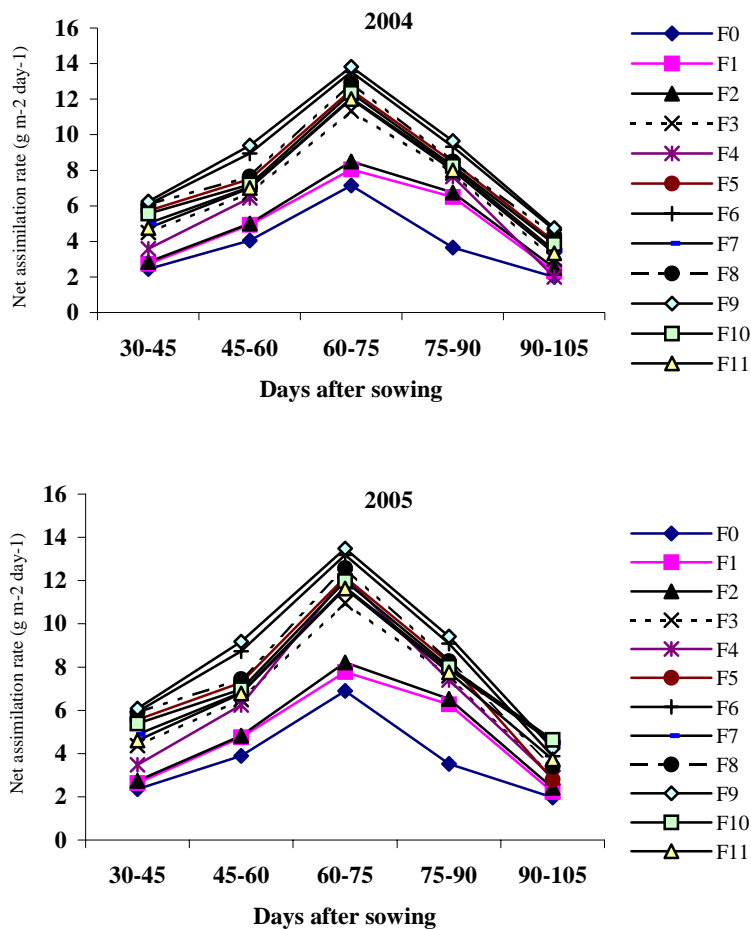 2004
Net assimilation rate (g m-2 day-1)
16
14
12
10
8
6
4
2
0
30-45 45-60 60-75 75-90 90-105
Days after sowing
F0
F1
F2
F3
F4
F5
F6
F7
F8
F9
F10
F11
2005
Net assimilation rate (g m-2 day-1)
16
14
12
10
8
6
4
2
0
30-45 45-60 60-75 75-90 90-105
Days after sowing
F0
F1
F2
F3
F4
F5
F6
F7
F8
F9
F10
F11